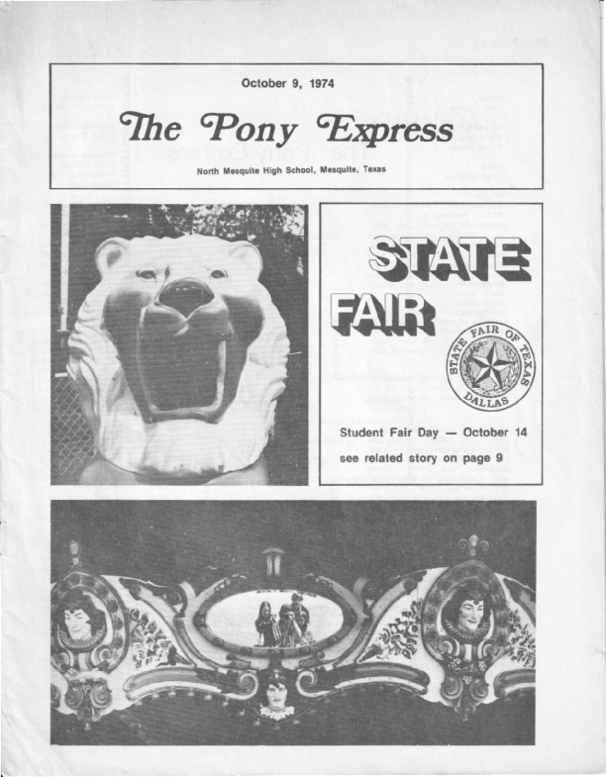 October 9, 1974
The Pony Express
North Mesquite High School, Mesquite, Texas
STATE
FAIR
STATE FAIR OF TEXAS
DALLAS
Student Fair Day — October 14
see related story on page 9